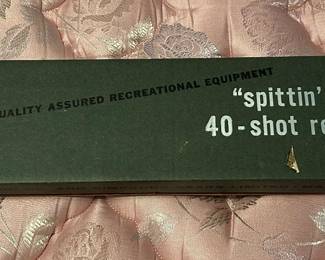 QUALITY ASSURED RECREATIONAL EQUIPMENT
"spittin'
40-shot re